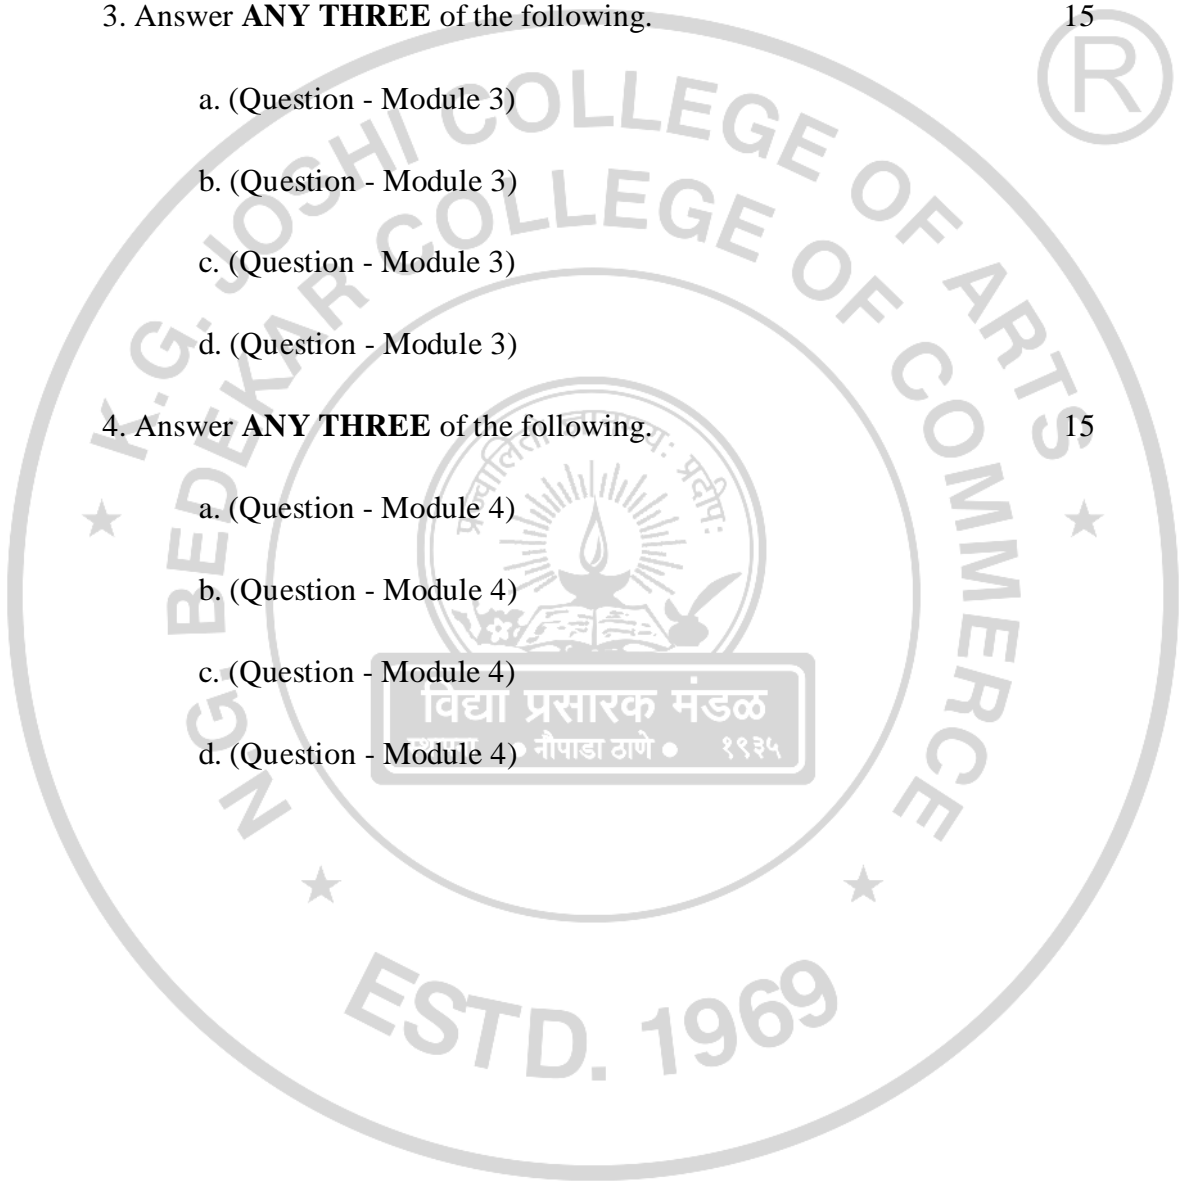 3. Answer ANY THREE of the following. 15
a. (Question - Module 3)
b. (Question - Module 3)
c. (Question - Module 3)
d. (Question - Module 3)
4. Answer ANY THREE of the following. 15
a. (Question - Module 4)
b. (Question - Module 4)
c. (Question - Module 4)
d. (Question - Module 4)
K.G. JOSHI COLLEGE OF ARTS
N.G. BEDEKAR COLLEGE OF COMMERCE
ESTD. 1969
प्रदीपः
विद्या प्रसारक मंडळ
नौपाडा ठाणे १९३५
R